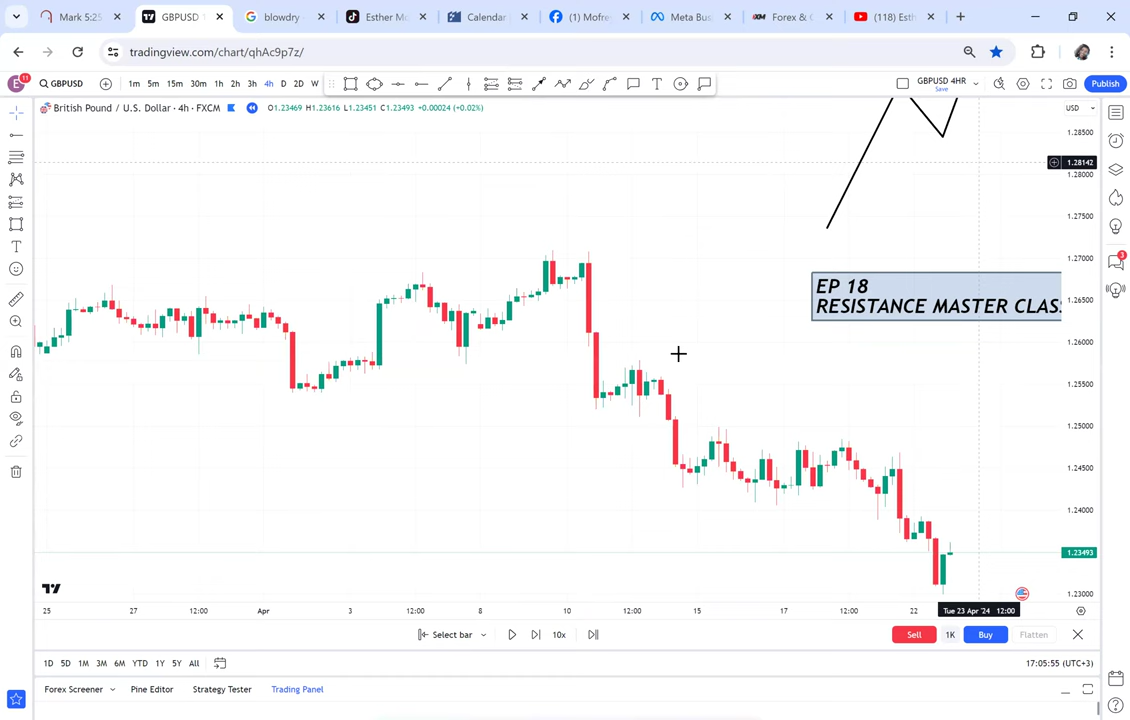 Mark 5:25
GBPUSD 1
blowdry
Esther Mo
Calendar
(1) Mofre
Meta Bus
Forex & C
(118) Esth
tradingview.com/chart/qhAc9p7z/
E 11 GBPUSD 1m 5m 15m 30m 1h 2h 3h 4h D 2D W
GBPUSD 4HR
Save
Publish
British Pound / U.S. Dollar · 4h · FXCM O1.23469 H1.23616 L1.23451 C1.23493 +0.00024 (+0.02%)
USD
1.28500
1.28142
1.28000
1.27500
1.27000
EP 18
RESISTANCE MASTER CLAS
1.26500
1.26000
1.25500
1.25000
1.24500
1.24000
1.23493
1.23000
3
25 27 12:00 Apr 3 12:00 8 10 12:00 15 17 12:00 22 Tue 23 Apr '24 12:00
Select bar 10x
Sell 1K Buy Flatten
1D 5D 1M 3M 6M YTD 1Y 5Y All
17:05:55 (UTC+3)
Forex Screener Pine Editor Strategy Tester Trading Panel